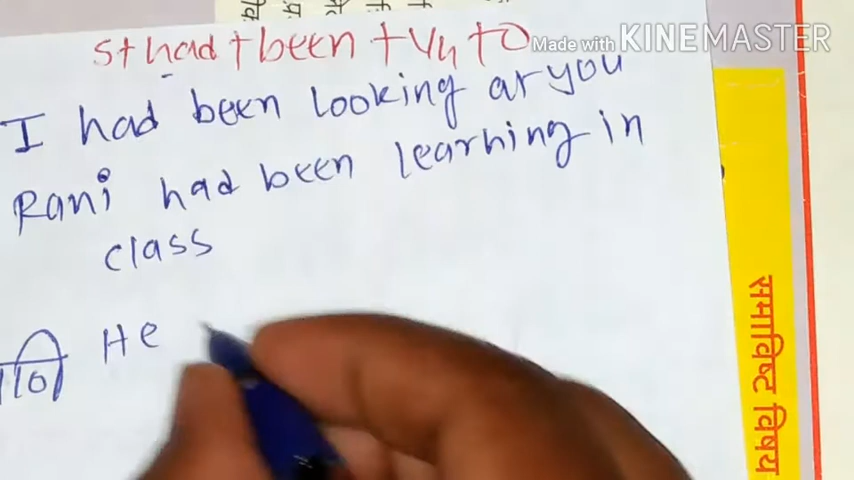 Made with KINEMASTER
S + had + been + V4 + O
I had been looking at you
Rani had been learning in
class
He
समाविष्ट विषय